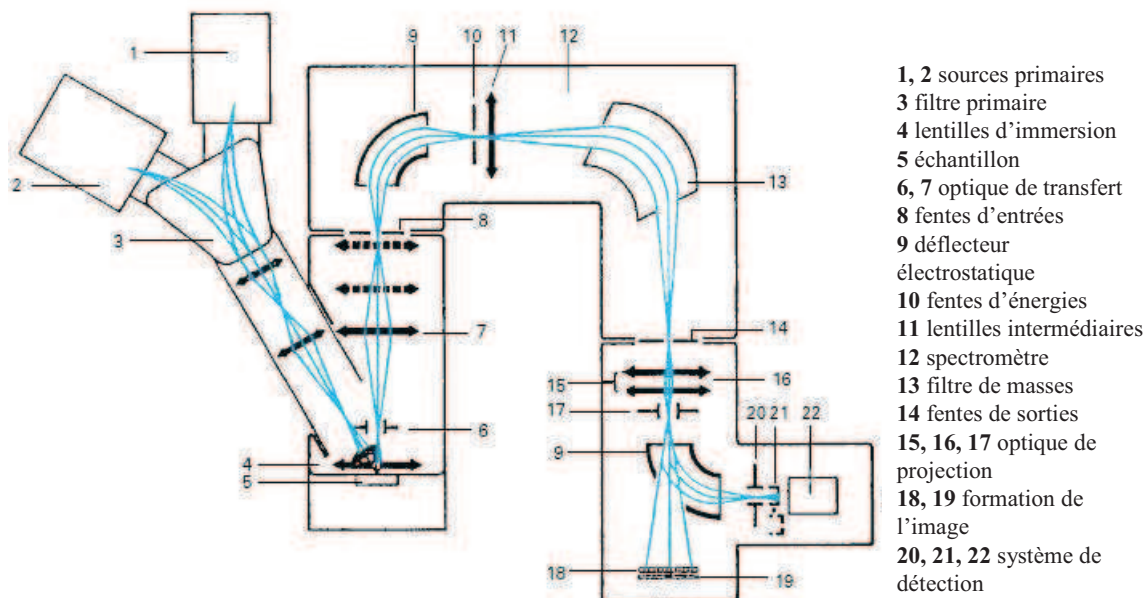 1
2
3
4
5
6
7
8
9
10
11
12
13
14
15
16
17
9
18
19
20
21
22
1, 2 sources primaires
3 filtre primaire
4 lentilles d’immersion
5 échantillon
6, 7 optique de transfert
8 fentes d’entrées
9 déflecteur
électrostatique
10 fentes d’énergies
11 lentilles intermédiaires
12 spectromètre
13 filtre de masses
14 fentes de sorties
15, 16, 17 optique de
projection
18, 19 formation de
l’image
20, 21, 22 système de
détection